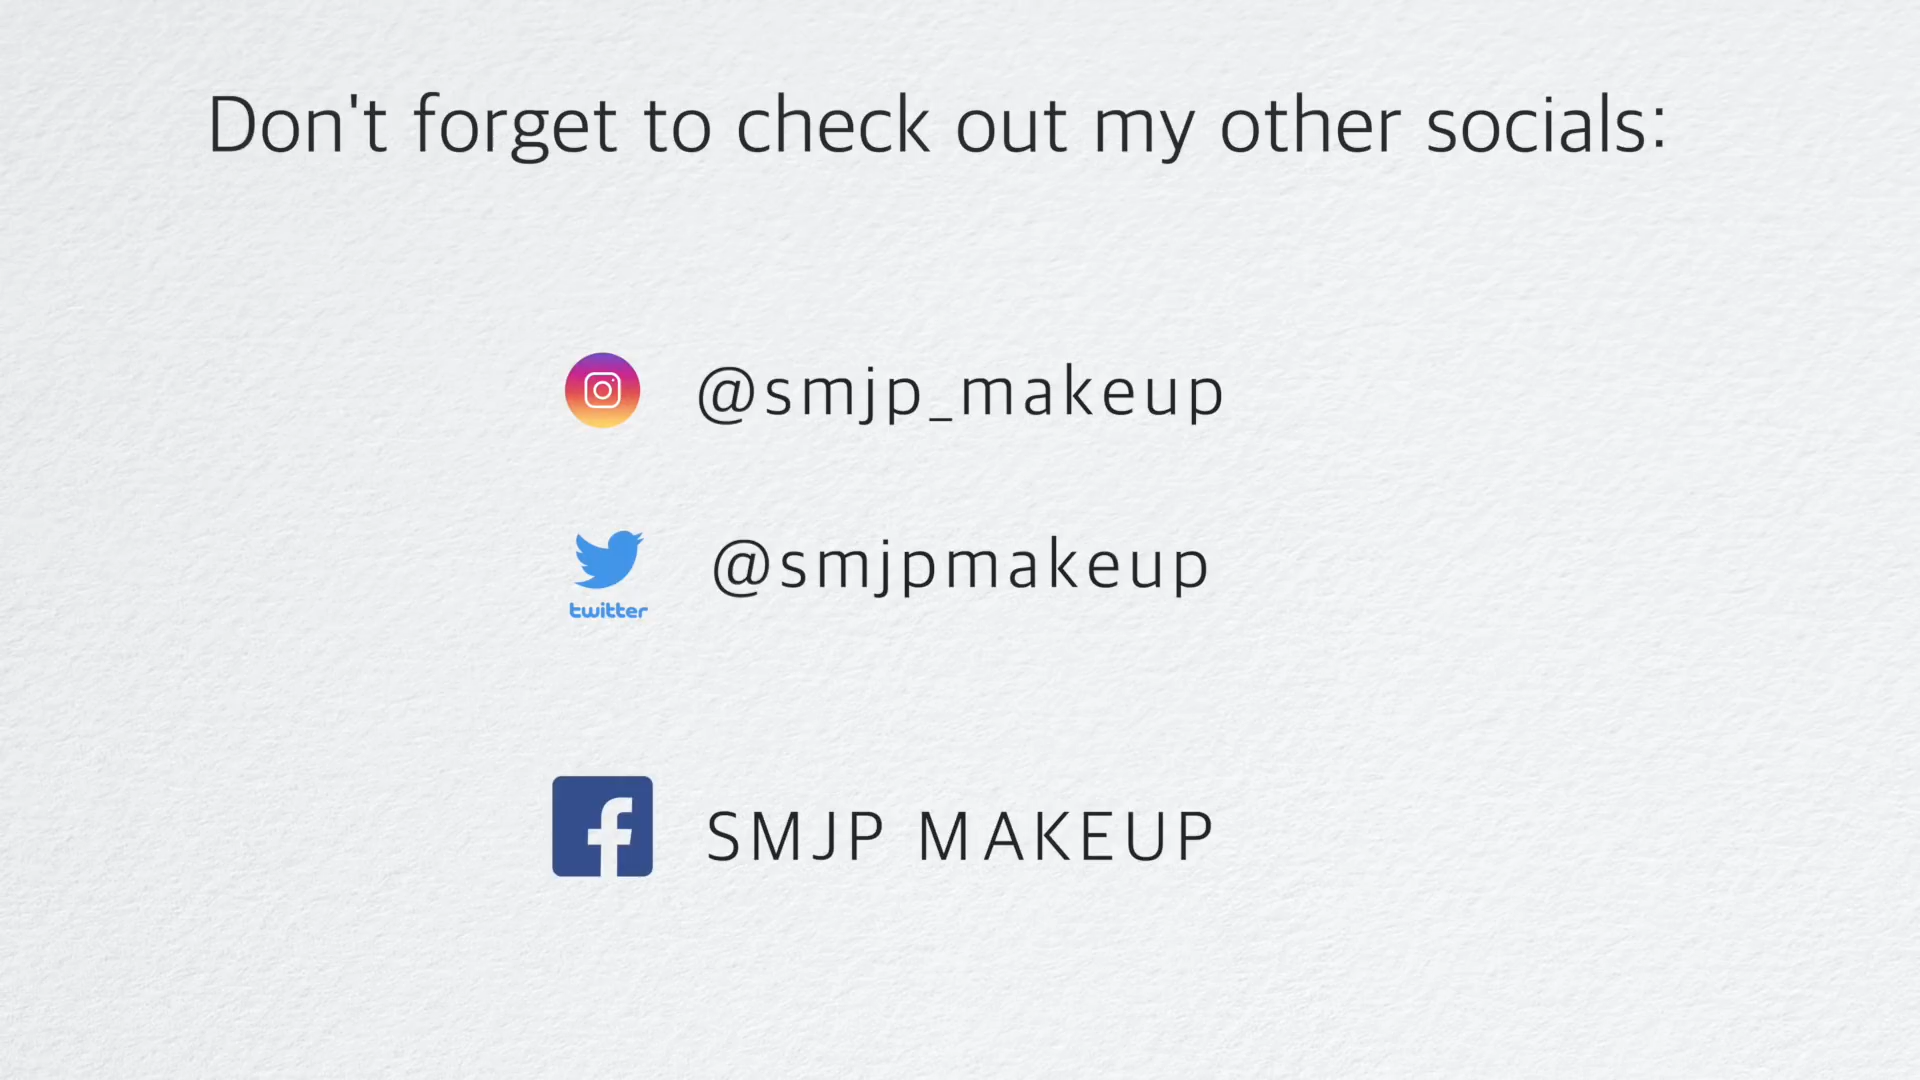 Don't forget to check out my other socials:
@smjp_makeup
@smjpmakeup
twitter
SMJP MAKEUP